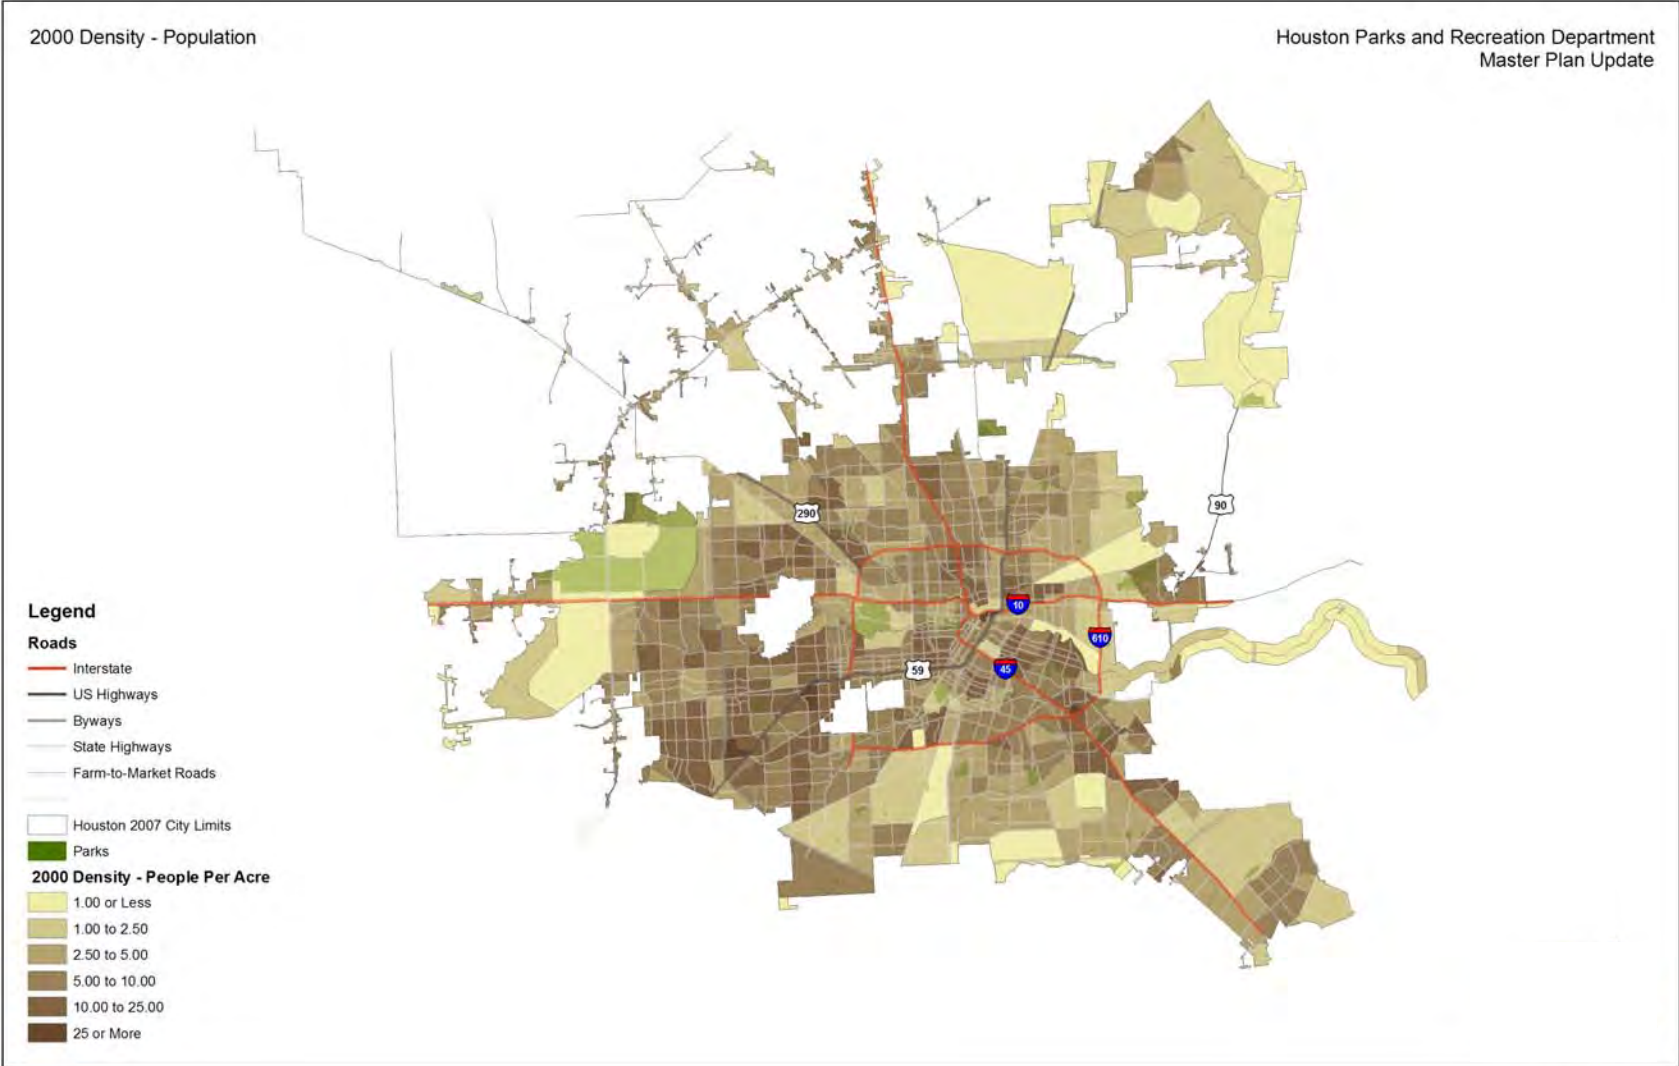 2000 Density - Population
Houston Parks and Recreation Department
Master Plan Update
290
90
10
610
59
45
Legend
Roads
Interstate
US Highways
Byways
State Highways
Farm-to-Market Roads
Houston 2007 City Limits
Parks
2000 Density - People Per Acre
1.00 or Less
1.00 to 2.50
2.50 to 5.00
5.00 to 10.00
10.00 to 25.00
25 or More